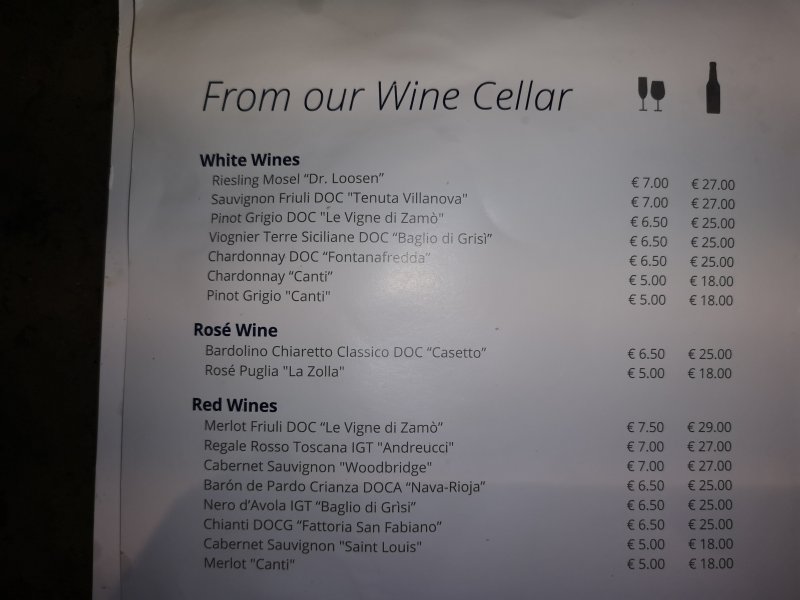 From our Wine Cellar
White Wines
Riesling Mosel “Dr. Loosen” € 7.00 € 27.00
Sauvignon Friuli DOC "Tenuta Villanova" € 7.00 € 27.00
Pinot Grigio DOC "Le Vigne di Zamò" € 6.50 € 25.00
Viognier Terre Siciliane DOC “Baglio di Grisì” € 6.50 € 25.00
Chardonnay DOC “Fontanafredda” € 6.50 € 25.00
Chardonnay “Canti” € 5.00 € 18.00
Pinot Grigio "Canti" € 5.00 € 18.00
Rosé Wine
Bardolino Chiaretto Classico DOC “Casetto” € 6.50 € 25.00
Rosé Puglia "La Zolla" € 5.00 € 18.00
Red Wines
Merlot Friuli DOC “Le Vigne di Zamò” € 7.50 € 29.00
Regale Rosso Toscana IGT "Andreucci" € 7.00 € 27.00
Cabernet Sauvignon "Woodbridge" € 7.00 € 27.00
Barón de Pardo Crianza DOCA “Nava-Rioja” € 6.50 € 25.00
Nero d’Avola IGT “Baglio di Grìsi” € 6.50 € 25.00
Chianti DOCG “Fattoria San Fabiano” € 6.50 € 25.00
Cabernet Sauvignon "Saint Louis" € 5.00 € 18.00
Merlot "Canti" € 5.00 € 18.00